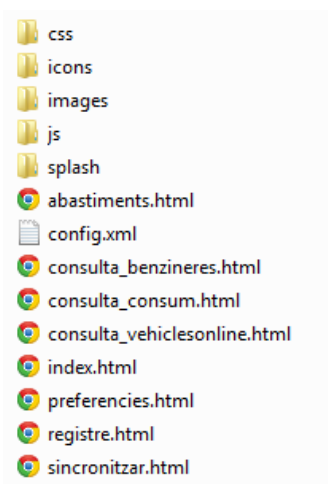 css
icons
images
js
splash
abastiments.html
config.xml
consulta_benzineres.html
consulta_consum.html
consulta_vehiclesonline.html
index.html
preferencies.html
registre.html
sincronitzar.html